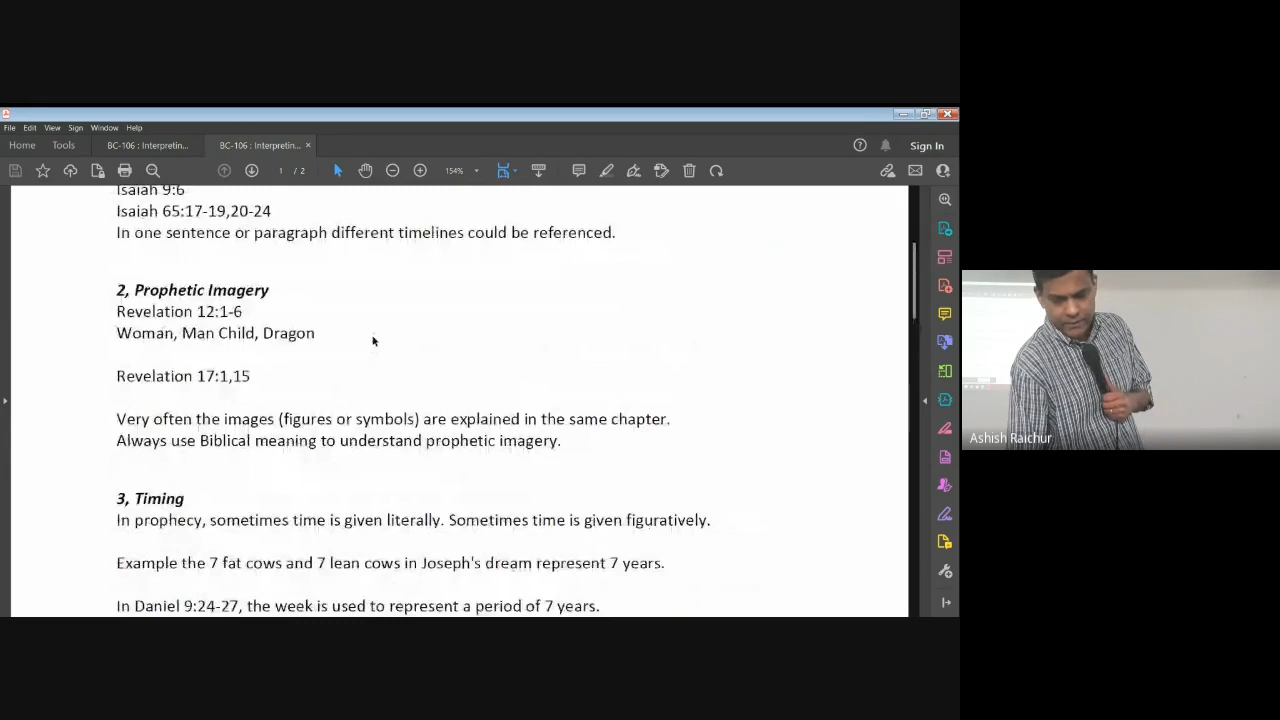 File Edit View Sign Window Help
Home Tools BC-106 : Interpretin... BC-106 : Interpretin... × Sign In
1 / 2 154%
Isaiah 9:6
Isaiah 65:17-19,20-24
In one sentence or paragraph different timelines could be referenced.
2, Prophetic Imagery
Revelation 12:1-6
Woman, Man Child, Dragon
Revelation 17:1,15
Very often the images (figures or symbols) are explained in the same chapter.
Always use Biblical meaning to understand prophetic imagery.
3, Timing
In prophecy, sometimes time is given literally. Sometimes time is given figuratively.
Example the 7 fat cows and 7 lean cows in Joseph's dream represent 7 years.
In Daniel 9:24-27, the week is used to represent a period of 7 years.
Ashish Raichur